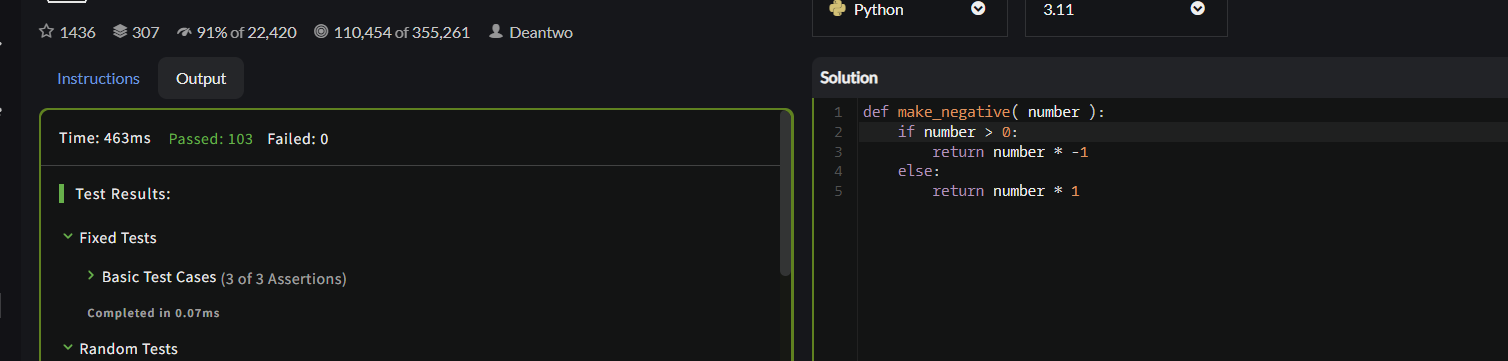 1436 307 91% of 22,420 110,454 of 355,261 Deantwo
Instructions Output
Time: 463ms Passed: 103 Failed: 0
Test Results:
Fixed Tests
Basic Test Cases (3 of 3 Assertions)
Completed in 0.07ms
Random Tests
Python 3.11
Solution
1 def make_negative( number ):
2     if number > 0:
3         return number * -1
4     else:
5         return number * 1